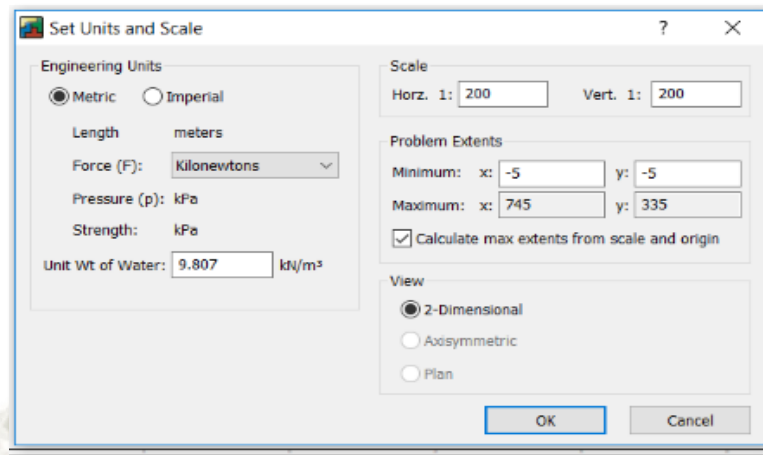 Set Units and Scale
Engineering Units
Metric Imperial
Length meters
Force (F): Kilonewtons
Pressure (p): kPa
Strength: kPa
Unit Wt of Water: 9.807 kN/m³
Scale
Horz. 1: 200 Vert. 1: 200
Problem Extents
Minimum: x: -5 y: -5
Maximum: x: 745 y: 335
Calculate max extents from scale and origin
View
2-Dimensional
Axisymmetric
Plan
OK Cancel